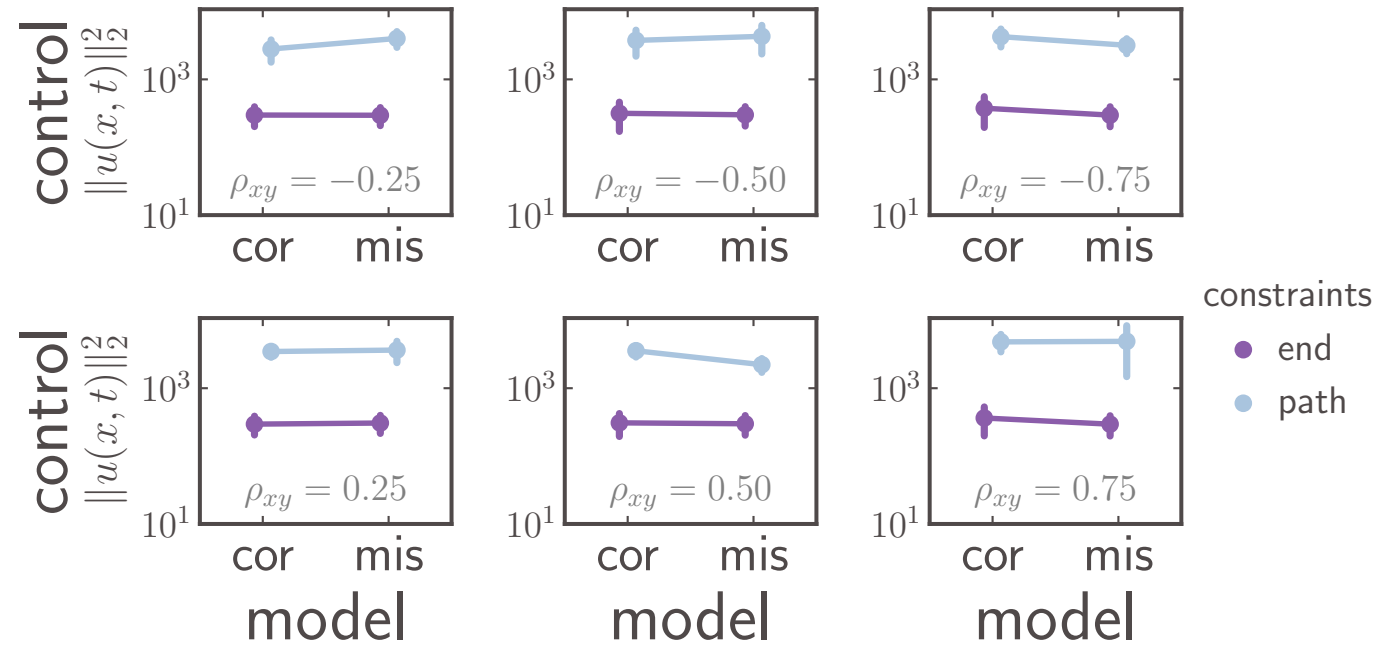 control
‖u(x, t)‖₂²
10³
10¹
ρxy = −0.25
cor mis
10³
10¹
ρxy = −0.50
cor mis
10³
10¹
ρxy = −0.75
cor mis
constraints
end
path
control
‖u(x, t)‖₂²
10³
10¹
ρxy = 0.25
cor mis
model
10³
10¹
ρxy = 0.50
cor mis
model
10³
10¹
ρxy = 0.75
cor mis
model